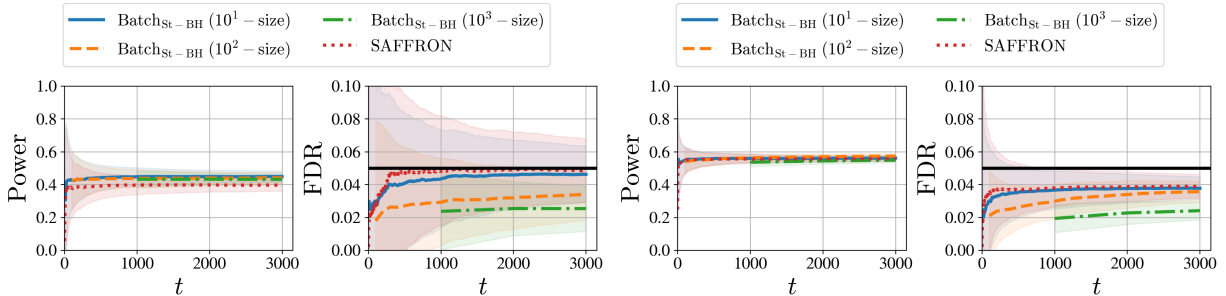 Batch_St−BH (10^1 − size)
Batch_St−BH (10^3 − size)
Batch_St−BH (10^2 − size)
SAFFRON
Batch_St−BH (10^1 − size)
Batch_St−BH (10^3 − size)
Batch_St−BH (10^2 − size)
SAFFRON
Power
1.0
0.8
0.6
0.4
0.2
0.0
0 1000 2000 3000
t
FDR
0.10
0.08
0.06
0.04
0.02
0.00
0 1000 2000 3000
t
Power
1.0
0.8
0.6
0.4
0.2
0.0
0 1000 2000 3000
t
FDR
0.10
0.08
0.06
0.04
0.02
0.00
0 1000 2000 3000
t